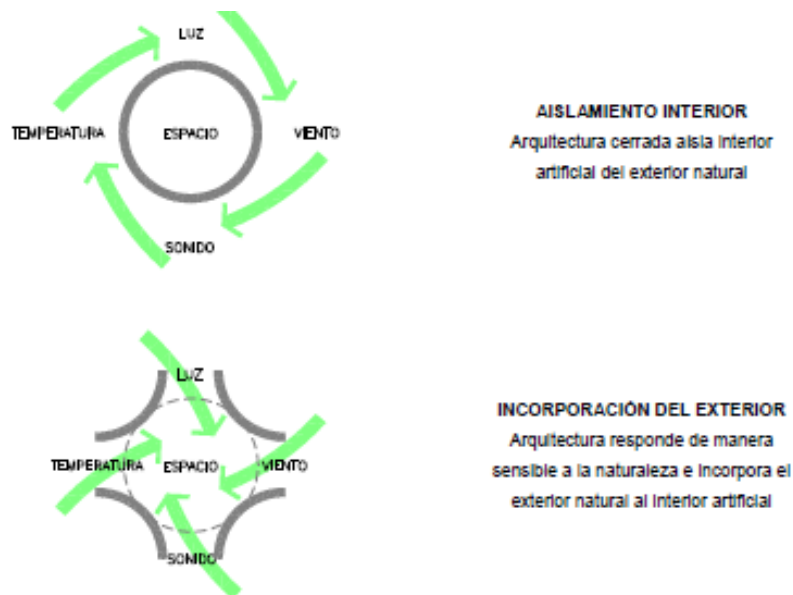 LUZ
TEMPERATURA ESPACIO VIENTO
SONIDO
AISLAMIENTO INTERIOR
Arquitectura cerrada aisla interior
artificial del exterior natural
LUZ
TEMPERATURA ESPACIO VIENTO
SONIDO
INCORPORACIÓN DEL EXTERIOR
Arquitectura responde de manera
sensible a la naturaleza e incorpora el
exterior natural al interior artificial